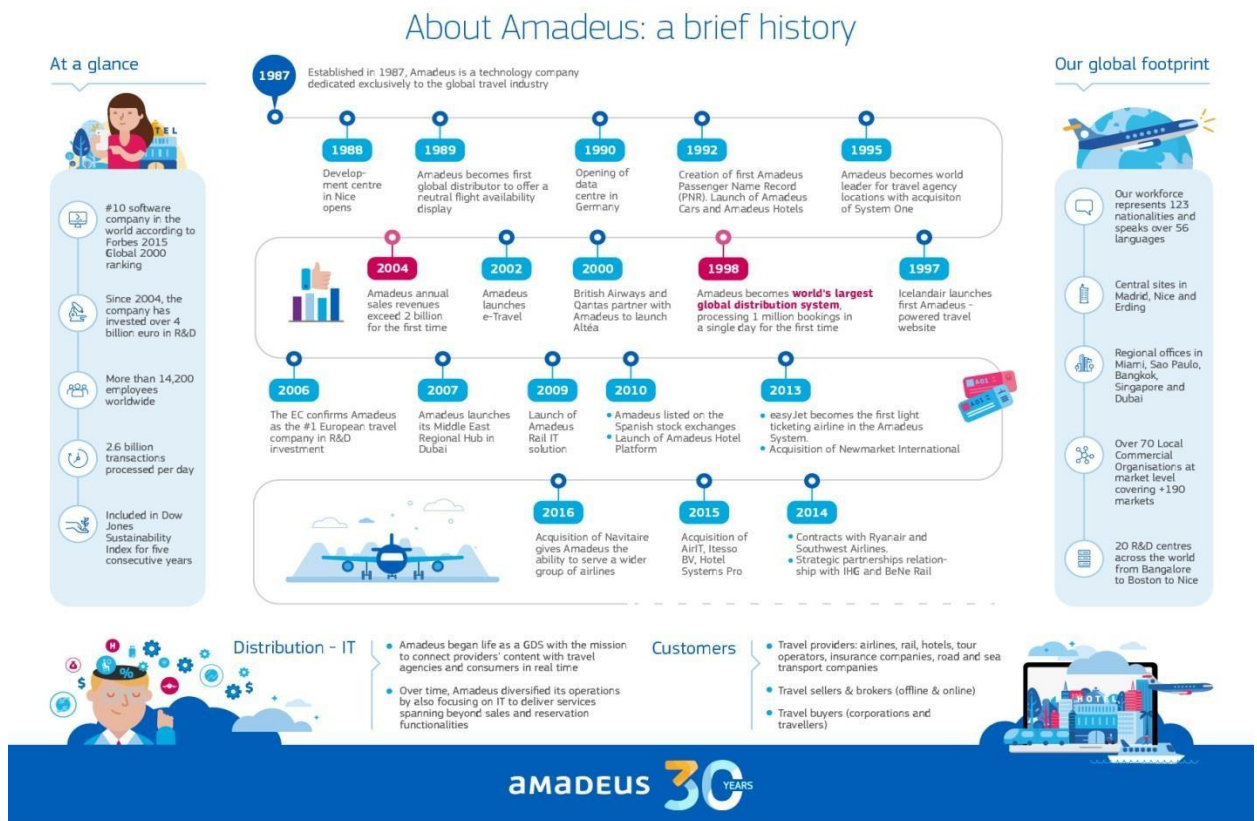 About Amadeus: a brief history
At a glance
#10 software
company in the
world according to
Forbes 2015
Global 2000
ranking
Since 2004, the
company has
invested over 4
billion euro in R&D
More than 14,200
employees
worldwide
2.6 billion
transactions
processed per day
Included in Dow
Jones
Sustainability
Index for five
consecutive years
1987
Established in 1987, Amadeus is a technology company
dedicated exclusively to the global travel industry
1988
Develop-
ment centre
in Nice
opens
1989
Amadeus becomes first
global distributor to offer a
neutral flight availability
display
1990
Opening of
data
centre in
Germany
1992
Creation of first Amadeus
Passenger Name Record
(PNR). Launch of Amadeus
Cars and Amadeus Hotels
1995
Amadeus becomes world
leader for travel agency
locations with acquisiton
of System One
2004
Amadeus annual
sales revenues
exceed 2 billion
for the first time
2002
Amadeus
launches
e-Travel
2000
British Airways and
Qantas partner with
Amadeus to launch
Altéa
1998
Amadeus becomes world's largest
global distribution system,
processing 1 million bookings in
a single day for the first time
1997
Icelandair launches
first Amadeus -
powered travel
website
2006
The EC confirms Amadeus
as the #1 European travel
company in R&D
investment
2007
Amadeus launches
its Middle East
Regional Hub in
Dubai
2009
Launch of
Amadeus
Rail IT
solution
2010
• Amadeus listed on the
Spanish stock exchanges
• Launch of Amadeus Hotel
Platform
2013
• easyJet becomes the first light
ticketing airline in the Amadeus
System.
• Acquisition of Newmarket International
A01
A01
2016
Acquisition of Navitaire
gives Amadeus the
ability to serve a wider
group of airlines
2015
Acquisition of
AirIT, Itesso
BV, Hotel
Systems Pro
2014
• Contracts with Ryanair and
Southwest Airlines.
• Strategic partnerships relation-
ship with IHG and BeNe Rail
Our global footprint
Our workforce
represents 123
nationalities and
speaks over 56
languages
Central sites in
Madrid, Nice and
Erding
Regional offices in
Miami, Sao Paulo,
Bangkok,
Singapore and
Dubai
Over 70 Local
Commercial
Organisations at
market level
covering +190
markets
20 R&D centres
across the world
from Bangalore
to Boston to Nice
Distribution - IT
• Amadeus began life as a GDS with the mission
to connect providers' content with travel
agencies and consumers in real time
• Over time, Amadeus diversified its operations
by also focusing on IT to deliver services
spanning beyond sales and reservation
functionalities
Customers
• Travel providers: airlines, rail, hotels, tour
operators, insurance companies, road and sea
transport companies
• Travel sellers & brokers (offline & online)
• Travel buyers (corporations and
travellers)
H
%
$
$
HOTEL
TEL
aMaDEUS 30 YEARS